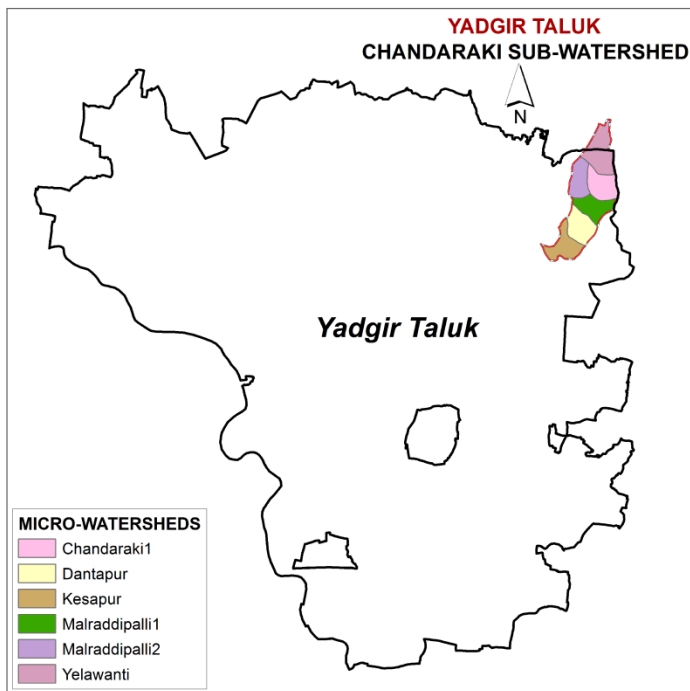 YADGIR TALUK
CHANDARAKI SUB-WATERSHED
N
Yadgir Taluk
MICRO-WATERSHEDS
Chandaraki1
Dantapur
Kesapur
Malraddipalli1
Malraddipalli2
Yelawanti